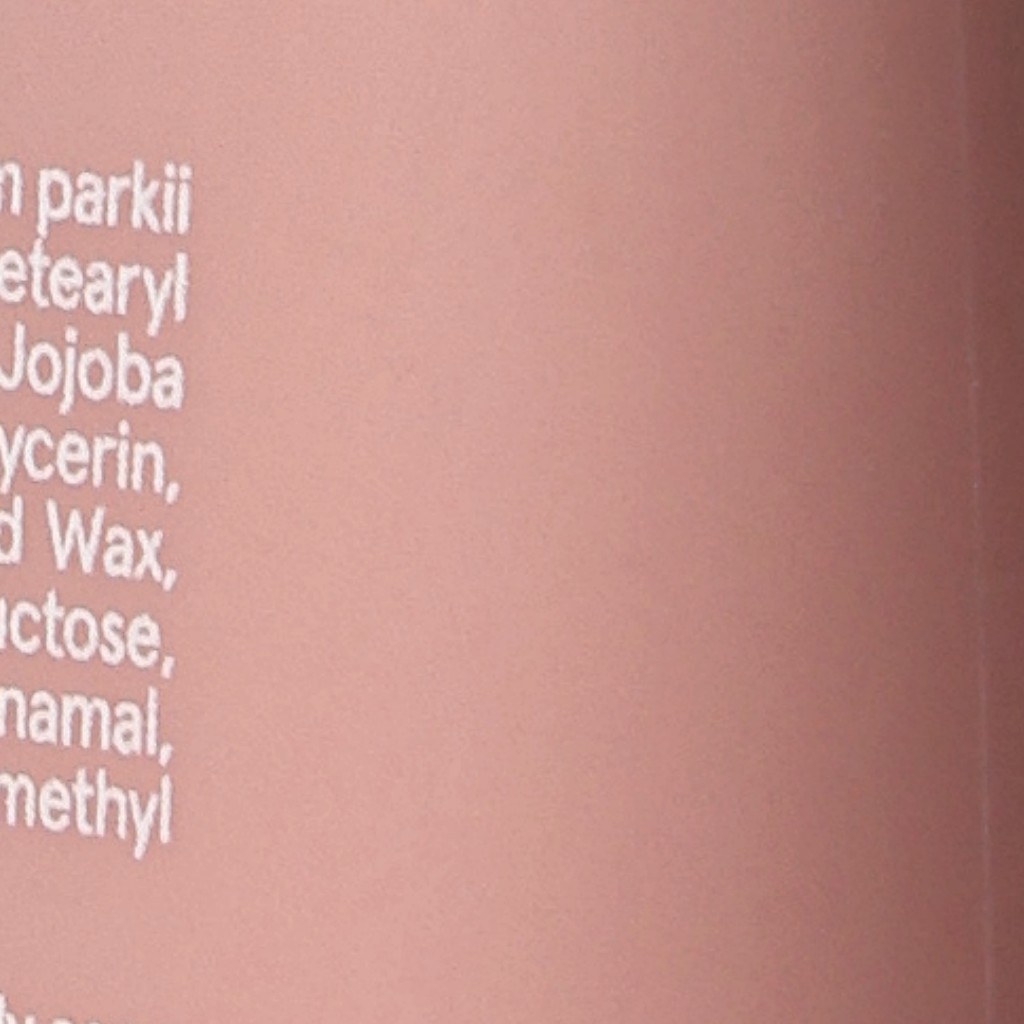 parkii
etearyl
Jojoba
ycerin,
d Wax,
uctose,
namal,
methyl